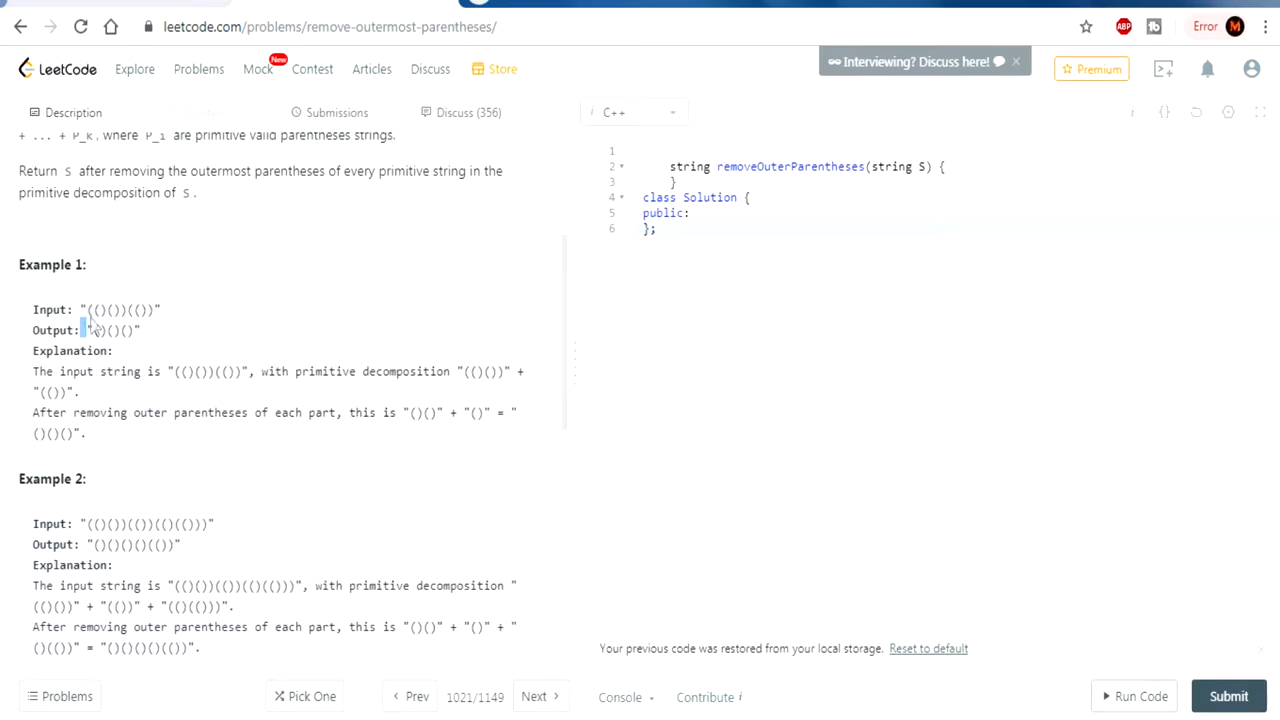 leetcode.com/problems/remove-outermost-parentheses/
ABP
Error M
LeetCode Explore Problems Mock New Contest Articles Discuss Store
Interviewing? Discuss here!
Premium
Description Submissions Discuss (356)
i C++ i {}
+ ... + P_k, where P_i are primitive valid parentheses strings.
Return S after removing the outermost parentheses of every primitive string in the
primitive decomposition of S.
Example 1:
Input: "(()())(())"
Output: "()()()"
Explanation:
The input string is "(()())(())", with primitive decomposition "(()())" +
"(())".
After removing outer parentheses of each part, this is "()()" + "()" = "
()()()".
Example 2:
Input: "(()())(())(()(()))"
Output: "()()()()(())"
Explanation:
The input string is "(()())(())(()(()))", with primitive decomposition "
(()())" + "(())" + "(()(()))".
After removing outer parentheses of each part, this is "()()" + "()" + "
()(())" = "()()()()(())".
1
2 string removeOuterParentheses(string S) {
3 }
4 class Solution {
5 public:
6 };
Your previous code was restored from your local storage. Reset to default
Problems Pick One Prev 1021/1149 Next Console Contribute i Run Code Submit